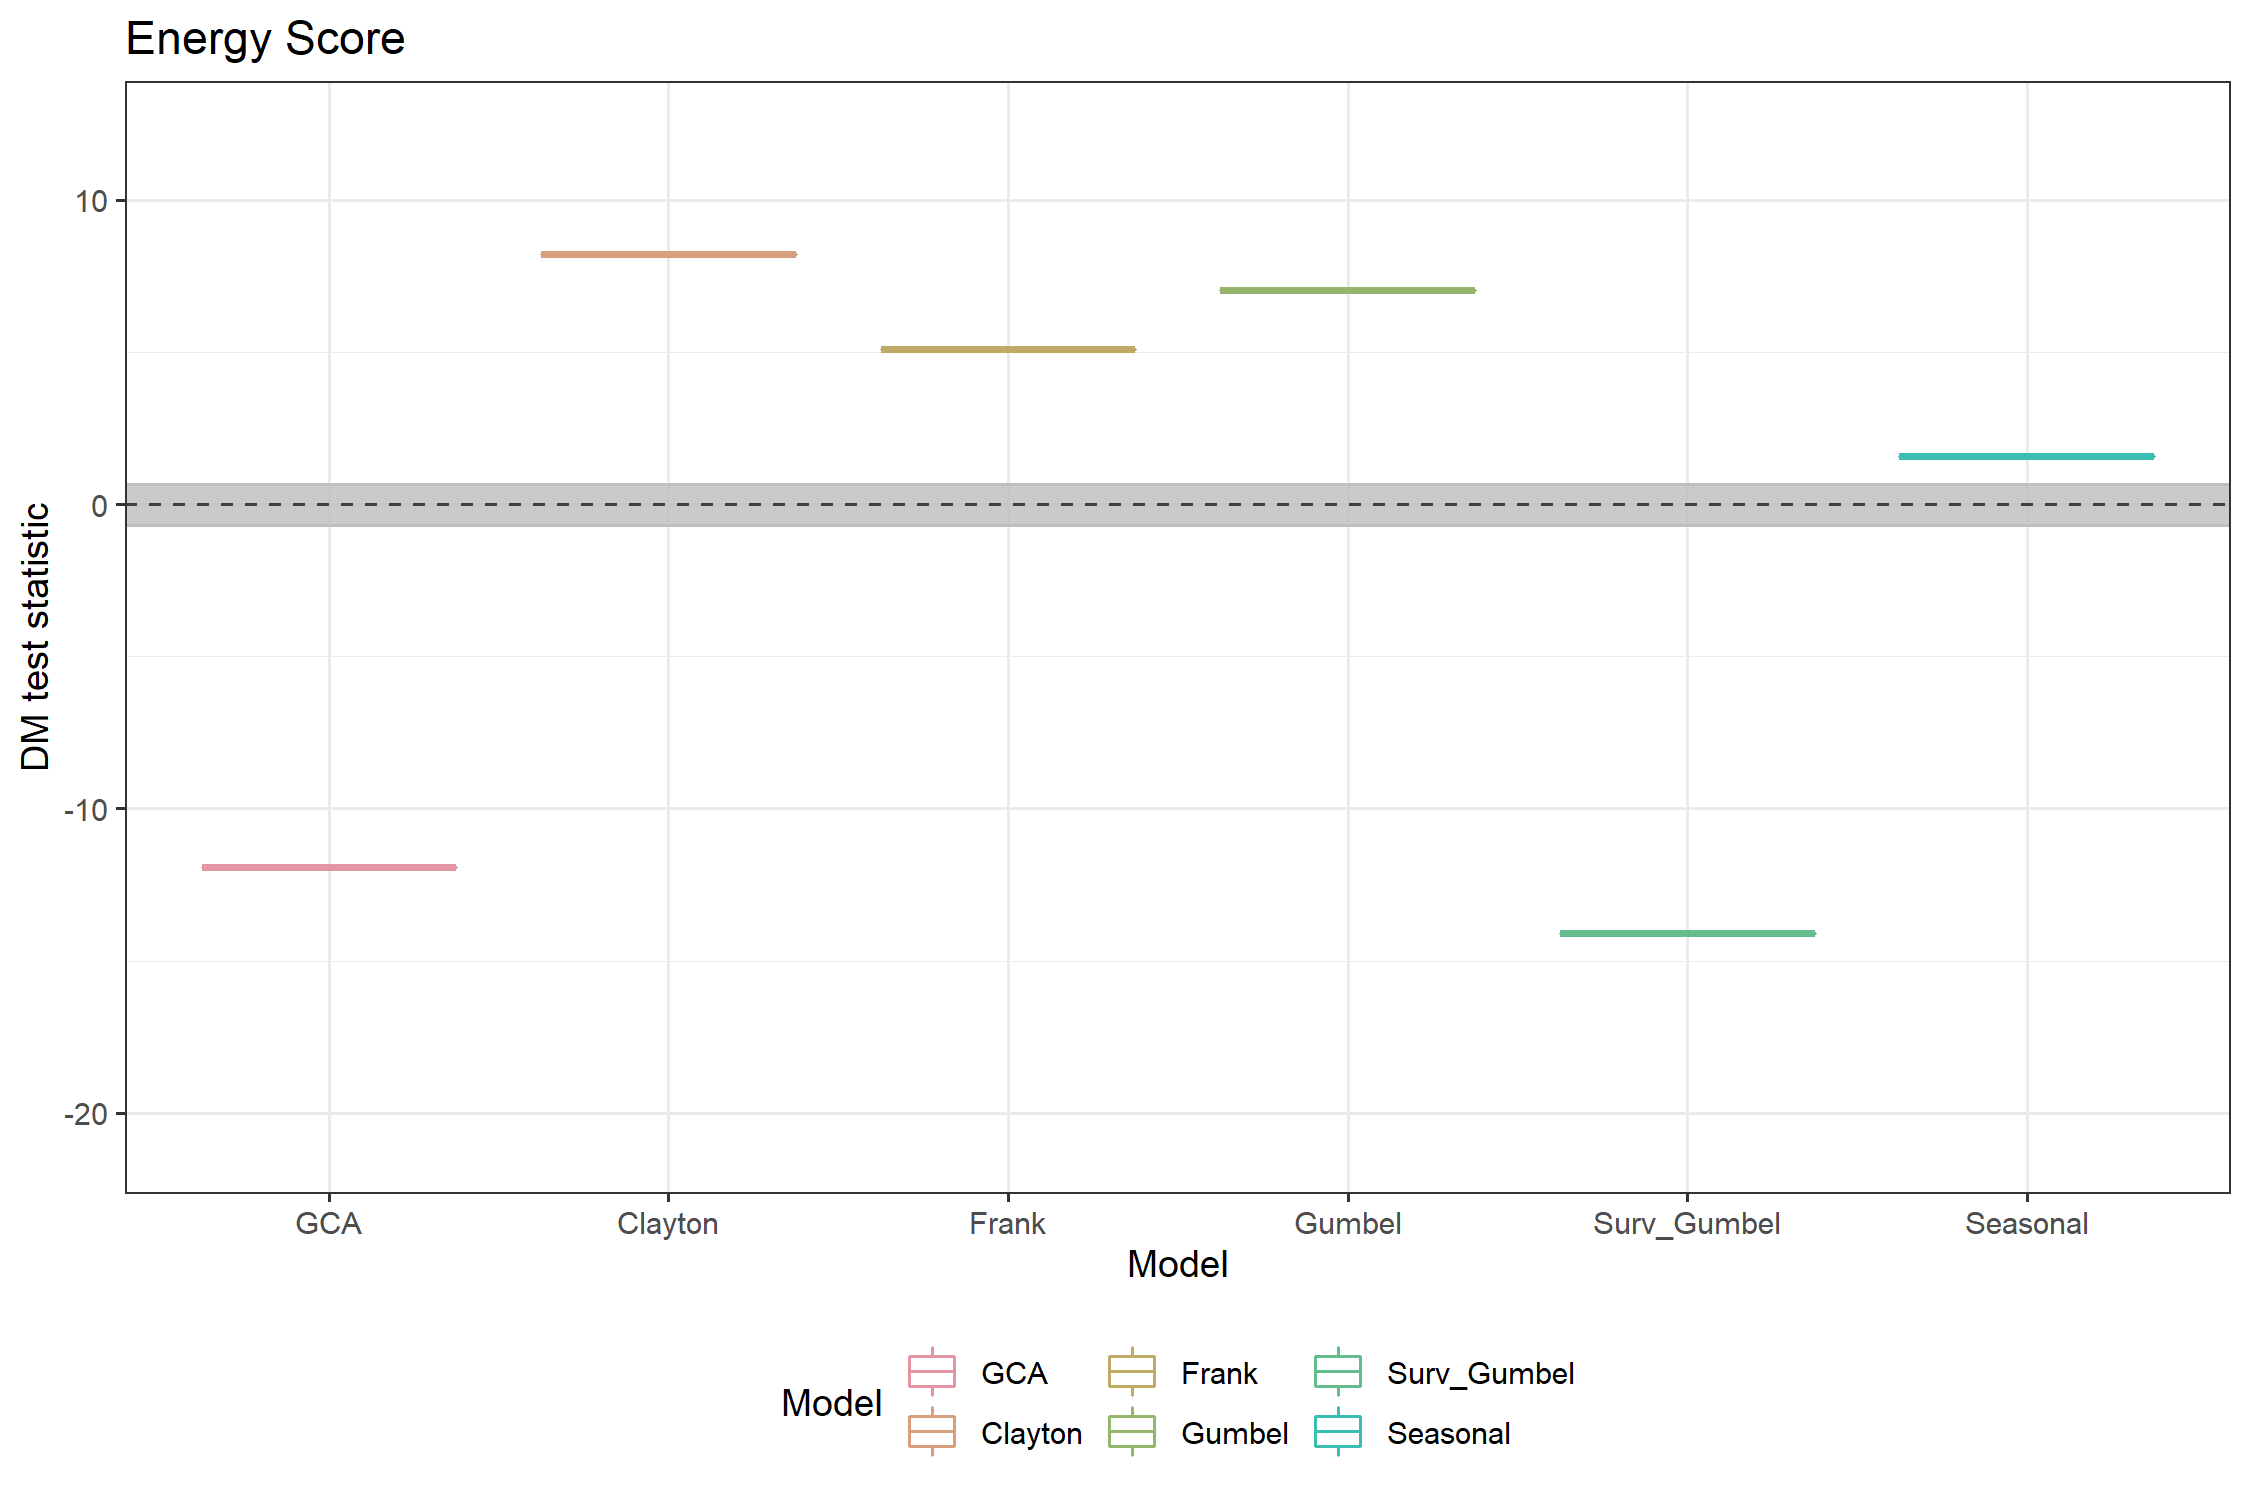 Energy Score
DM test statistic
10
0
-10
-20
GCA Clayton Frank Gumbel Surv_Gumbel Seasonal
Model
Model
GCA Frank Surv_Gumbel
Clayton Gumbel Seasonal